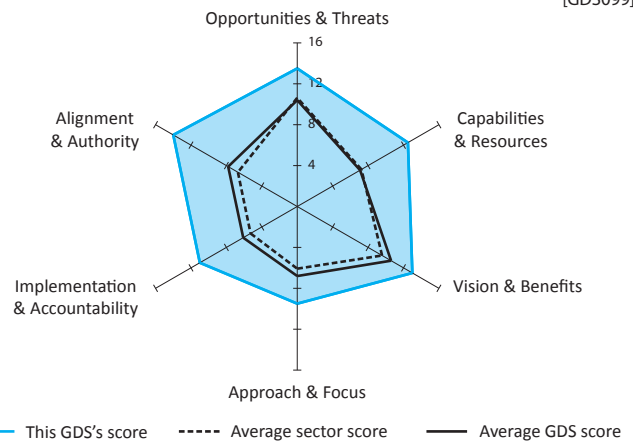 [GDS099]
Opportunities & Threats
16
12
8
4
Alignment
& Authority
Capabilities
& Resources
Implementation
& Accountability
Vision & Benefits
Approach & Focus
This GDS's score
Average sector score
Average GDS score